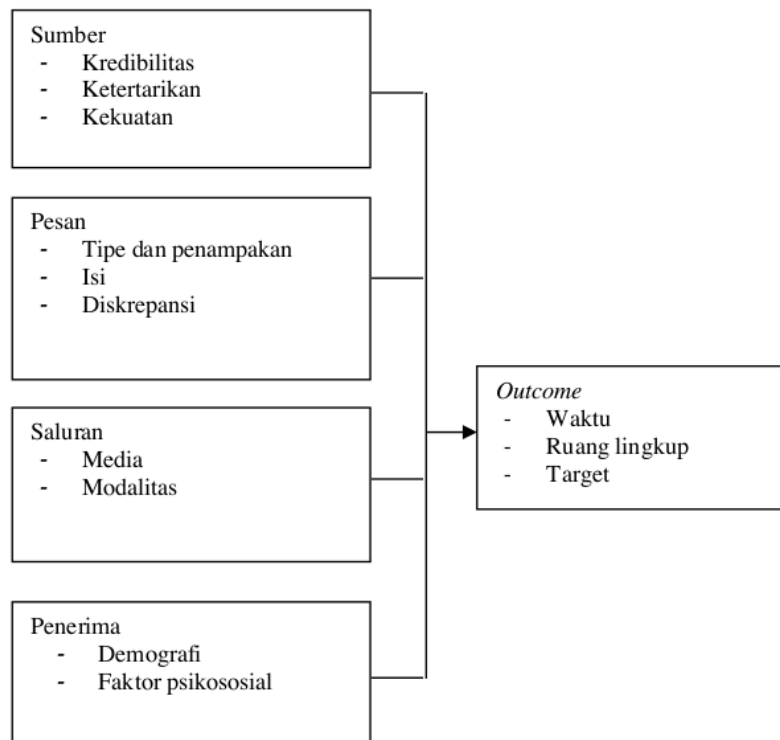 Sumber
- Kredibilitas
- Ketertarikan
- Kekuatan
Pesan
- Tipe dan penampakan
- Isi
- Diskrepansi
Saluran
- Media
- Modalitas
Penerima
- Demografi
- Faktor psikososial
Outcome
- Waktu
- Ruang lingkup
- Target